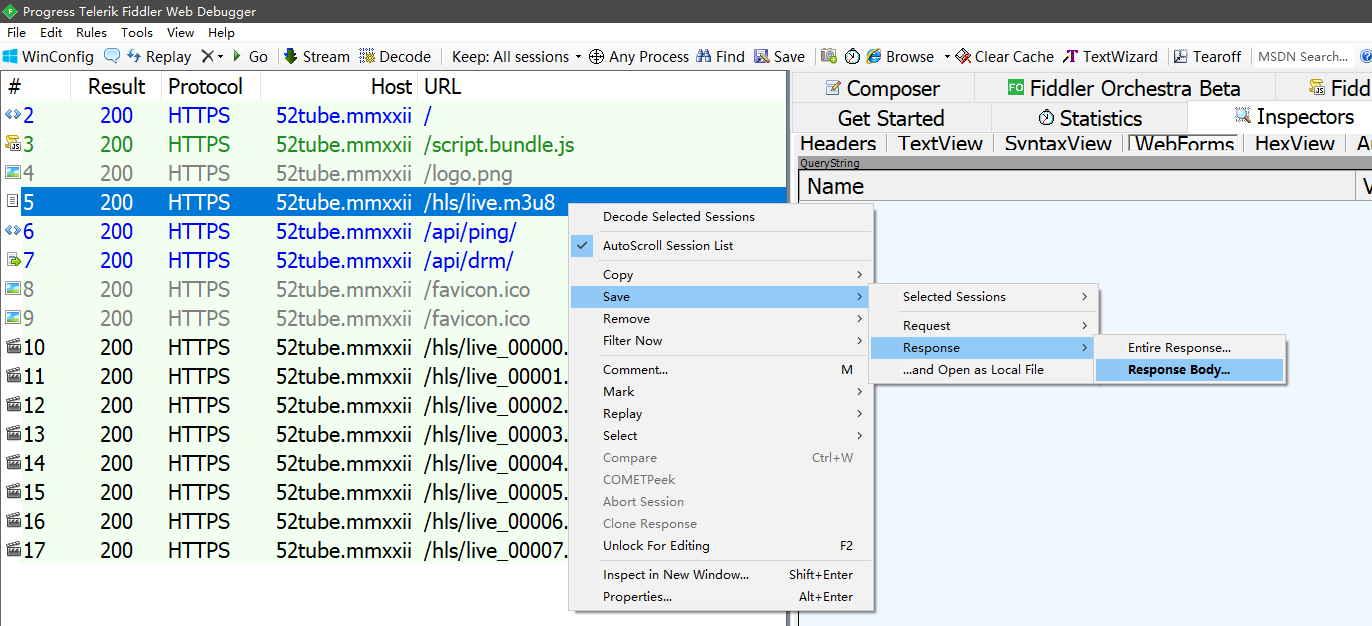 Progress Telerik Fiddler Web Debugger
File Edit Rules Tools View Help
WinConfig Replay Go Stream Decode Keep: All sessions Any Process Find Save Browse Clear Cache TextWizard Tearoff MSDN Search...
# Result Protocol Host URL
2 200 HTTPS 52tube.mmxxii /
3 200 HTTPS 52tube.mmxxii /script.bundle.js
4 200 HTTPS 52tube.mmxxii /logo.png
5 200 HTTPS 52tube.mmxxii /hls/live.m3u8
6 200 HTTPS 52tube.mmxxii /api/ping/
7 200 HTTPS 52tube.mmxxii /api/drm/
8 200 HTTPS 52tube.mmxxii /favicon.ico
9 200 HTTPS 52tube.mmxxii /favicon.ico
10 200 HTTPS 52tube.mmxxii /hls/live_00000.
11 200 HTTPS 52tube.mmxxii /hls/live_00001.
12 200 HTTPS 52tube.mmxxii /hls/live_00002.
13 200 HTTPS 52tube.mmxxii /hls/live_00003.
14 200 HTTPS 52tube.mmxxii /hls/live_00004.
15 200 HTTPS 52tube.mmxxii /hls/live_00005.
16 200 HTTPS 52tube.mmxxii /hls/live_00006.
17 200 HTTPS 52tube.mmxxii /hls/live_00007.
Composer FO Fiddler Orchestra Beta Fidd
Get Started Statistics Inspectors
Headers TextView SyntaxView WebForms HexView
QueryString
Name
Decode Selected Sessions
AutoScroll Session List
Copy
Save
Remove
Filter Now
Comment... M
Mark
Replay
Select
Compare Ctrl+W
COMETPeek
Abort Session
Clone Response
Unlock For Editing F2
Inspect in New Window... Shift+Enter
Properties... Alt+Enter
Selected Sessions
Request
Response
...and Open as Local File
Entire Response...
Response Body...